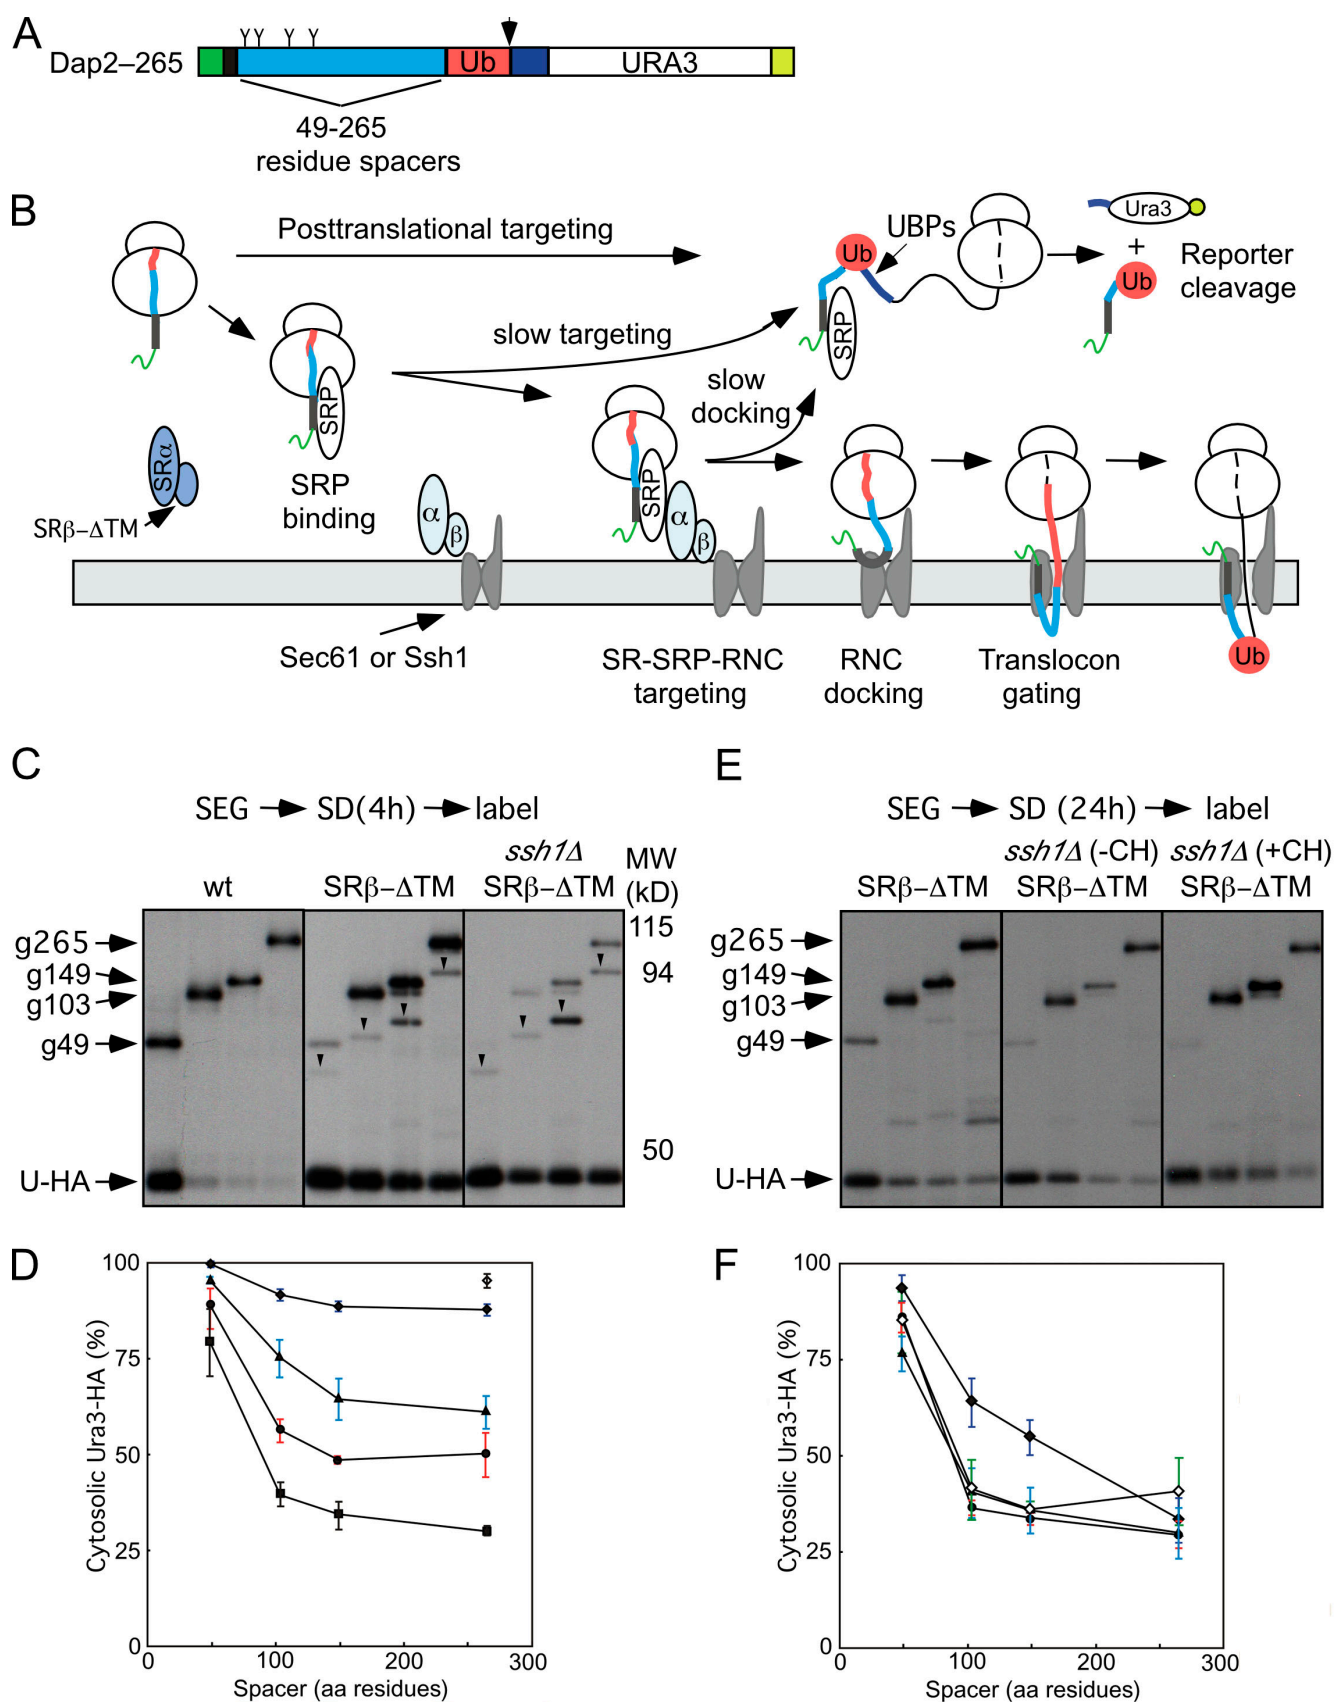 A
Y Y Y Y
Dap2–265
Ub
URA3
49-265
residue spacers
B
Posttranslational targeting
UBPs
Ura3
Ub
+
Ub
Reporter
cleavage
SRP
slow targeting
slow
docking
SRP
SRα
SRβ–ΔTM
SRP
binding
α
β
SRP
α
β
Ub
Sec61 or Ssh1
SR-SRP-RNC
targeting
RNC
docking
Translocon
gating
C
SEG
SD(4h)
label
wt
SRβ–ΔTM
ssh1Δ
SRβ–ΔTM
MW
(kD)
g265
g149
g103
g49
U-HA
115
94
50
E
SEG
SD (24h)
label
SRβ–ΔTM
ssh1Δ (-CH)
SRβ–ΔTM
ssh1Δ (+CH)
SRβ–ΔTM
g265
g149
g103
g49
U-HA
D
Cytosolic Ura3-HA (%)
100
75
50
25
0
0 100 200 300
Spacer (aa residues)
F
Cytosolic Ura3-HA (%)
100
75
50
25
0
0 100 200 300
Spacer (aa residues)